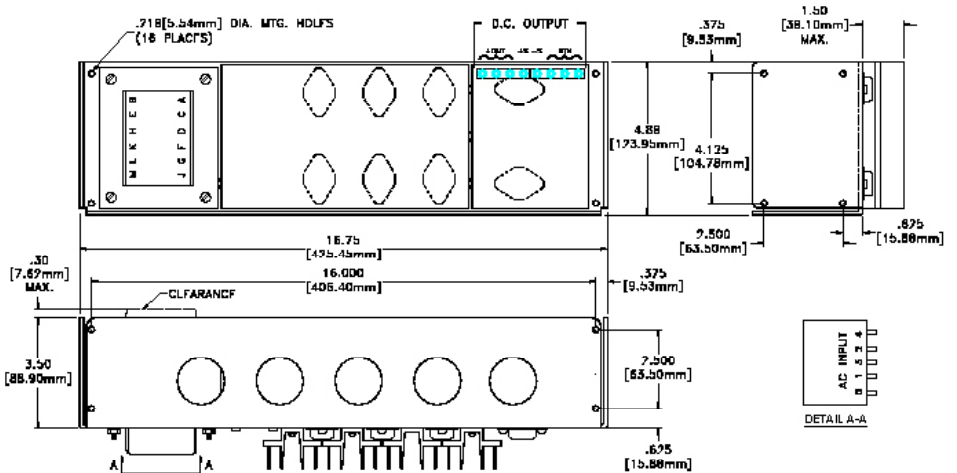 .218[5.54mm] DIA. MTG. HOLES
(16 PLACES)
D.C. OUTPUT
.375
[9.53mm]
1.50
[38.10mm]
MAX.
M L K H E B
J G F D C A
4.88
[123.95mm]
4.125
[104.78mm]
2.500
[63.50mm]
.625
[15.88mm]
16.75
[425.45mm]
.30
[7.62mm]
MAX.
CLEARANCE
16.000
[406.40mm]
.375
[9.53mm]
3.50
[88.90mm]
2.500
[63.50mm]
.625
[15.88mm]
A
A
AC INPUT
DETAIL A-A